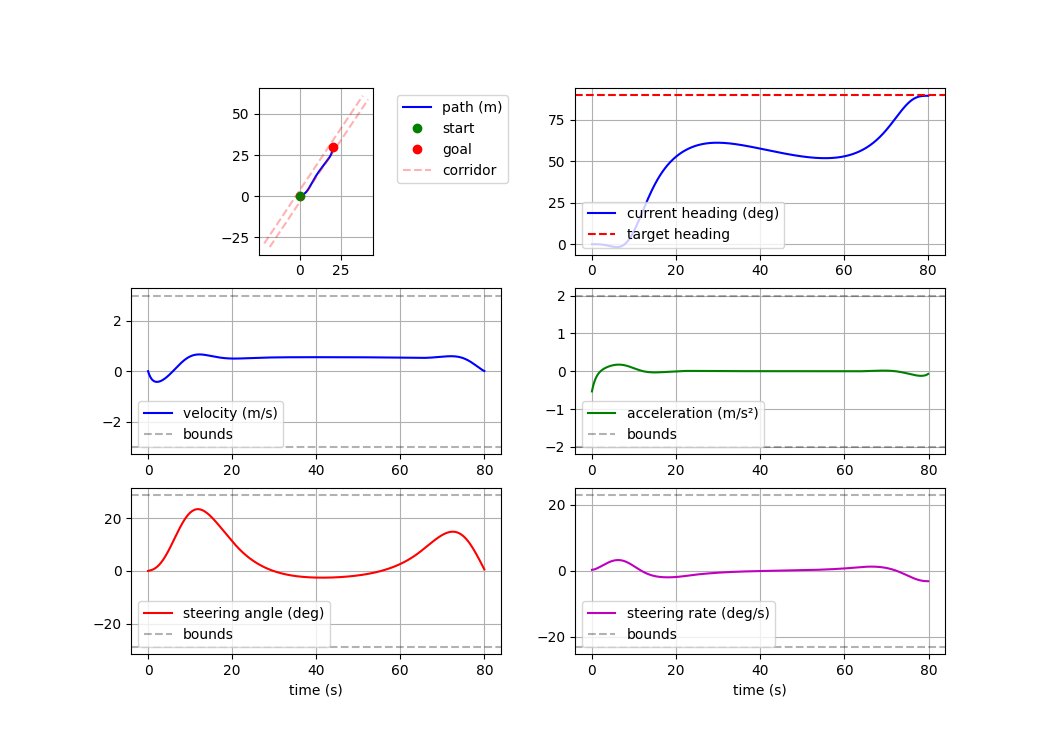 50
25
0
−25
0 25
path (m)
start
goal
corridor
75
50
25
0
current heading (deg)
target heading
0 20 40 60 80
2
0
−2
velocity (m/s)
bounds
0 20 40 60 80
2
1
0
−1
−2
acceleration (m/s²)
bounds
0 20 40 60 80
20
0
−20
steering angle (deg)
bounds
0 20 40 60 80
time (s)
20
0
−20
steering rate (deg/s)
bounds
0 20 40 60 80
time (s)